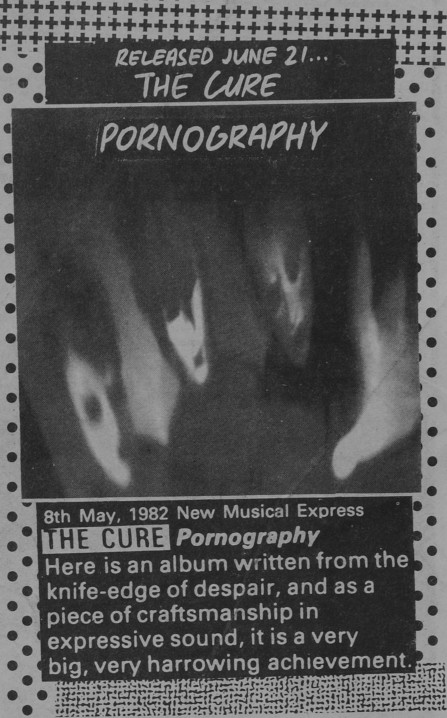 RELEASED JUNE 21...
THE CURE
PORNOGRAPHY
8th May, 1982 New Musical Express
THE CURE Pornography
Here is an album written from the
knife-edge of despair, and as a
piece of craftsmanship in
expressive sound, it is a very
big, very harrowing achievement.